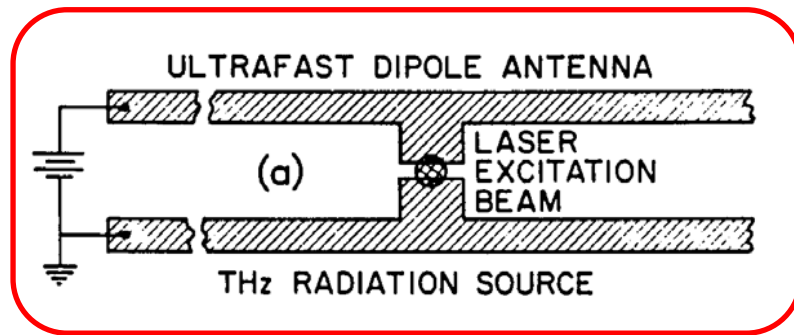 ULTRAFAST DIPOLE ANTENNA
(a)
LASER
EXCITATION
BEAM
THz RADIATION SOURCE